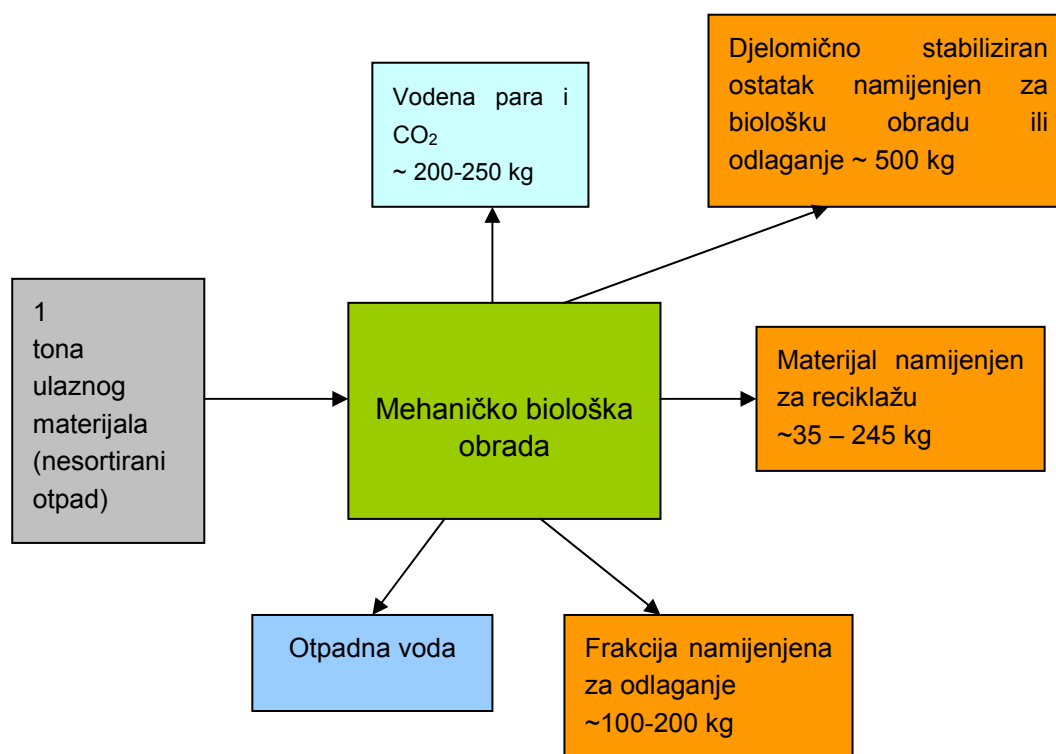 Djelomično stabiliziran
ostatak namijenjen za
biološku obradu ili
odlaganje ~ 500 kg
Vodena para i
CO₂
~ 200-250 kg
1
tona
ulaznog
materijala
(nesortirani
otpad)
Mehaničko biološka
obrada
Materijal namijenjen
za reciklažu
~35 – 245 kg
Otpadna voda
Frakcija namijenjena
za odlaganje
~100-200 kg